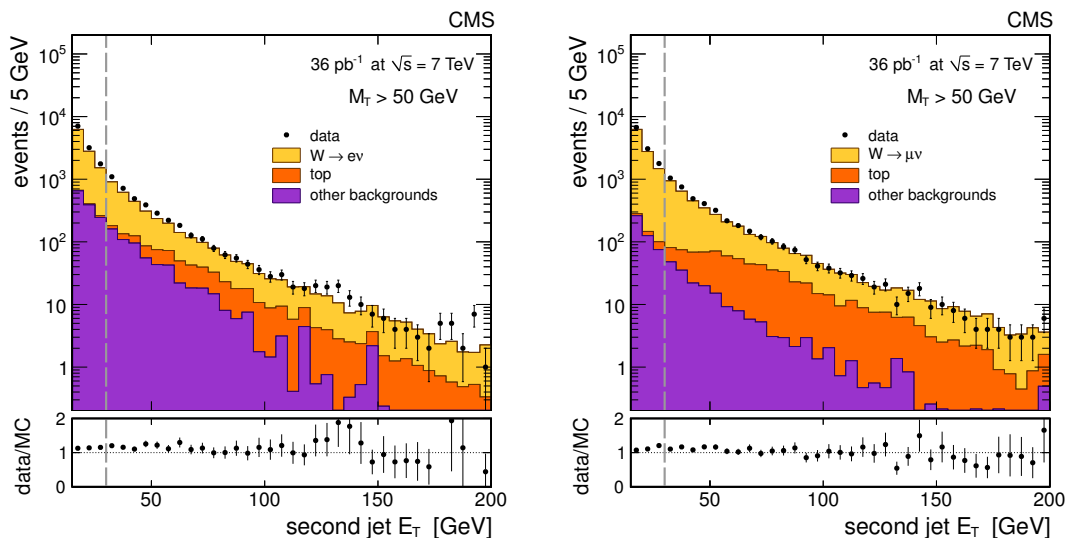 CMS
events / 5 GeV
10⁵
10⁴
10³
10²
10
1
36 pb⁻¹ at √s = 7 TeV
M_T > 50 GeV
data
W → eν
top
other backgrounds
data/MC
2
1
0
50 100 150 200
second jet E_T [GeV]
CMS
events / 5 GeV
10⁵
10⁴
10³
10²
10
1
36 pb⁻¹ at √s = 7 TeV
M_T > 50 GeV
data
W → μν
top
other backgrounds
data/MC
2
1
0
50 100 150 200
second jet E_T [GeV]